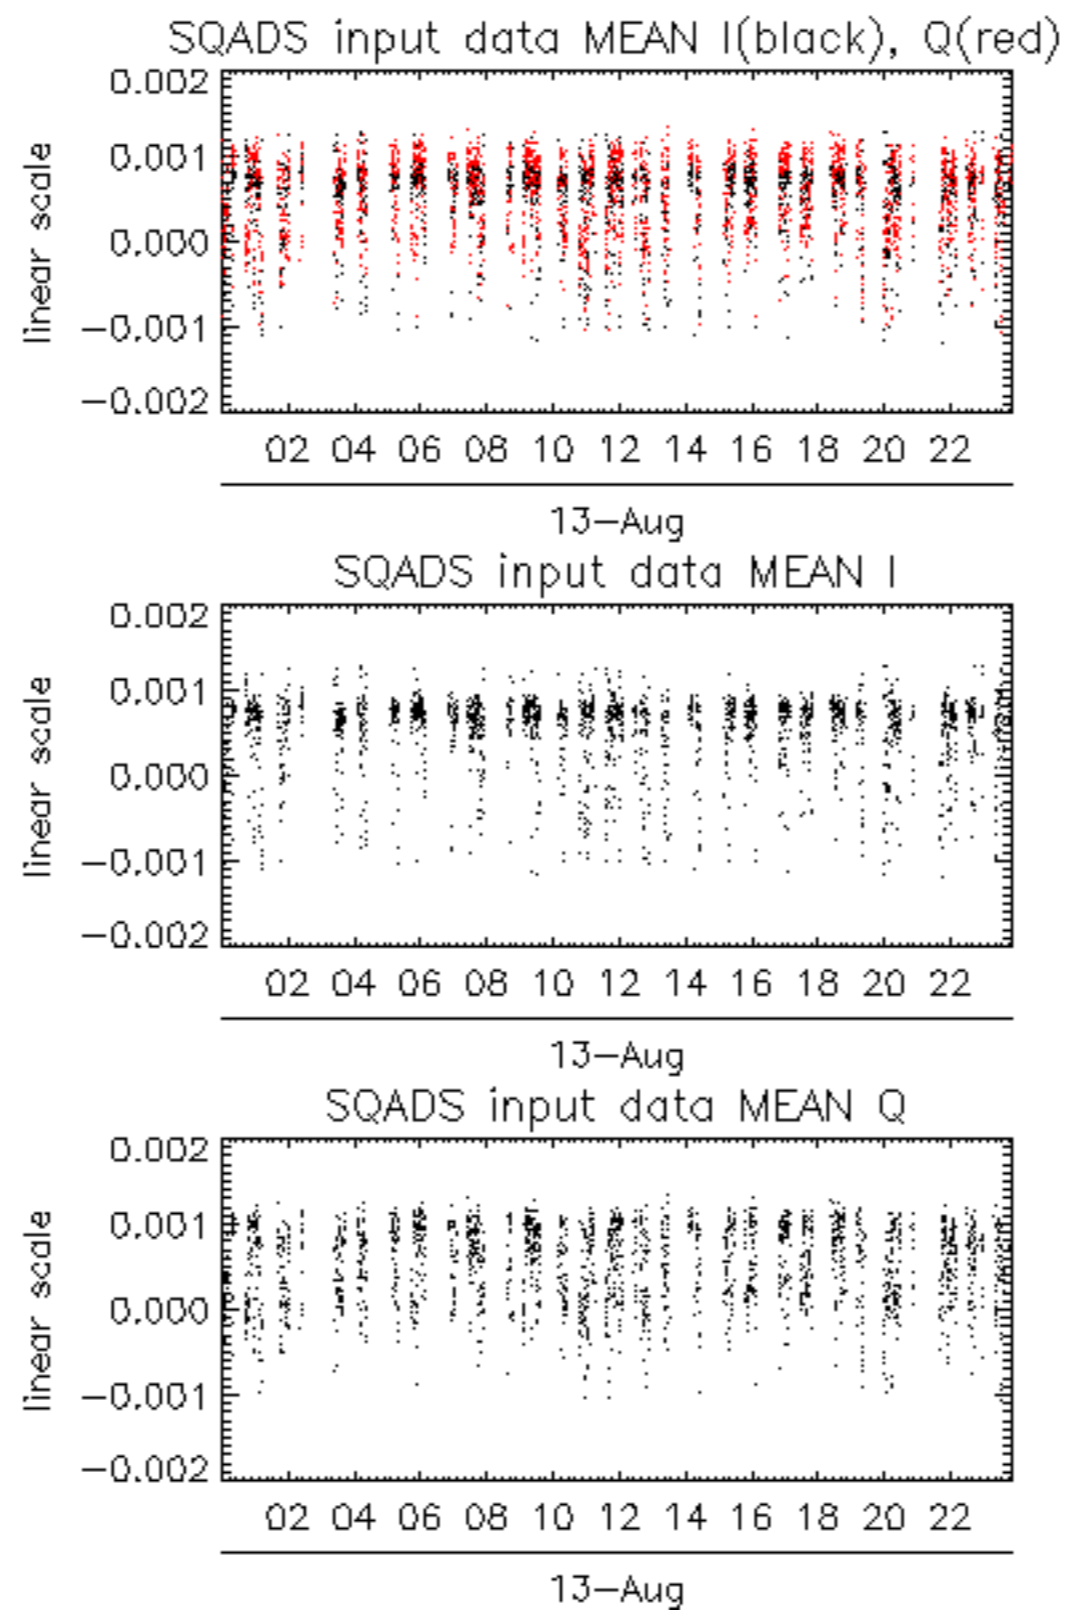 SQADS input data MEAN I(black), Q(red)
0.002
0.001
0.000
−0.001
−0.002
linear scale
02 04 06 08 10 12 14 16 18 20 22
13−Aug
SQADS input data MEAN I
0.002
0.001
0.000
−0.001
−0.002
linear scale
02 04 06 08 10 12 14 16 18 20 22
13−Aug
SQADS input data MEAN Q
0.002
0.001
0.000
−0.001
−0.002
linear scale
02 04 06 08 10 12 14 16 18 20 22
13−Aug